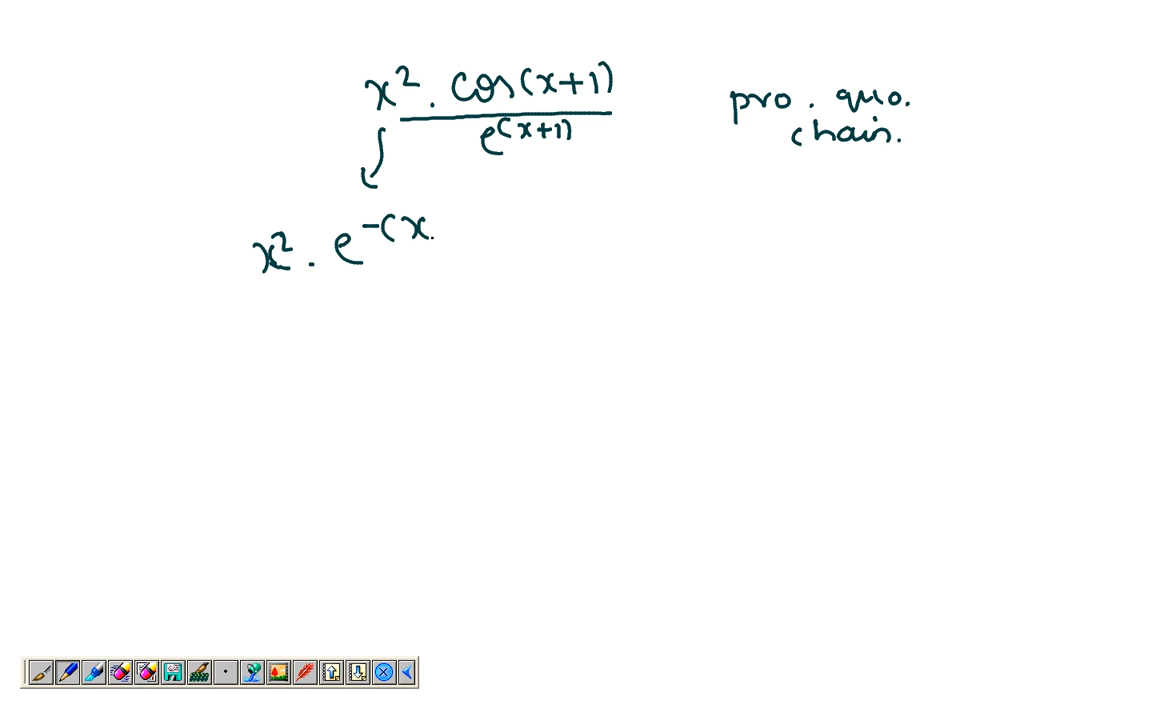 x² . cos(x+1)
e^(x+1)
pro . quo.
chain.
x² . e^-(x